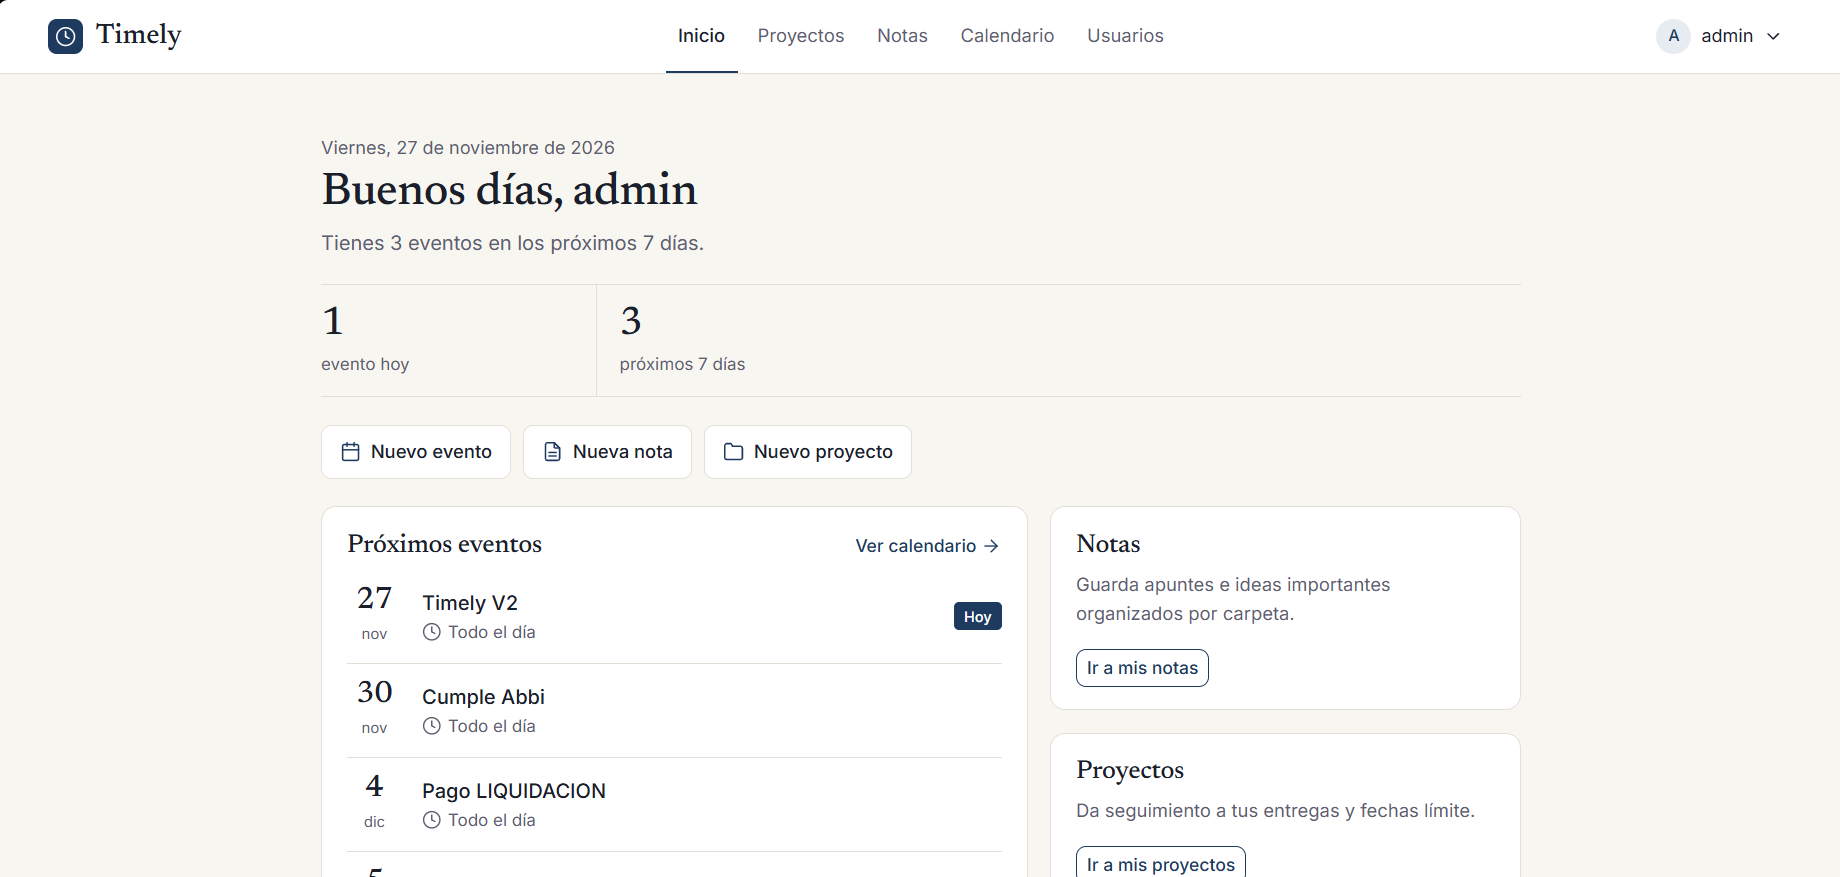 Timely
Inicio
Proyectos
Notas
Calendario
Usuarios
A
admin
Viernes, 27 de noviembre de 2026
Buenos días, admin
Tienes 3 eventos en los próximos 7 días.
1
evento hoy
3
próximos 7 días
Nuevo evento
Nueva nota
Nuevo proyecto
Próximos eventos
Ver calendario
27
nov
Timely V2
Todo el día
Hoy
30
nov
Cumple Abbi
Todo el día
4
dic
Pago LIQUIDACION
Todo el día
Notas
Guarda apuntes e ideas importantes
organizados por carpeta.
Ir a mis notas
Proyectos
Da seguimiento a tus entregas y fechas límite.
Ir a mis proyectos